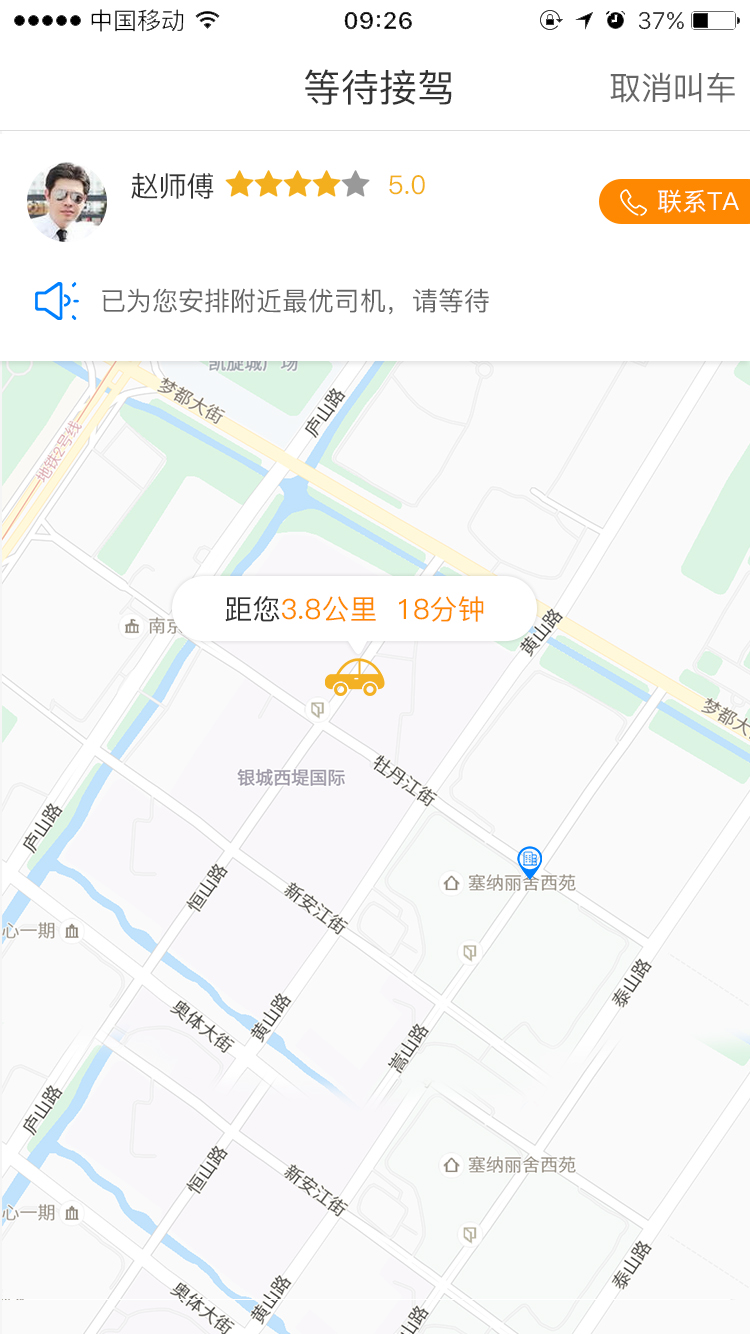 中国移动 09:26 37%
等待接驾 取消叫车
赵师傅 5.0 联系TA
已为您安排附近最优司机，请等待
梦都大街
庐山路
地铁2号线
距您3.8公里 18分钟
南京
黄山路
梦都大
银城西堤国际
牡丹江街
庐山路
塞纳丽舍西苑
恒山路
新安江街
心一期
泰山路
奥体大街
黄山路
嵩山路
庐山路
塞纳丽舍西苑
恒山路
新安江街
心一期
泰山路
奥体大街
黄山路
山路